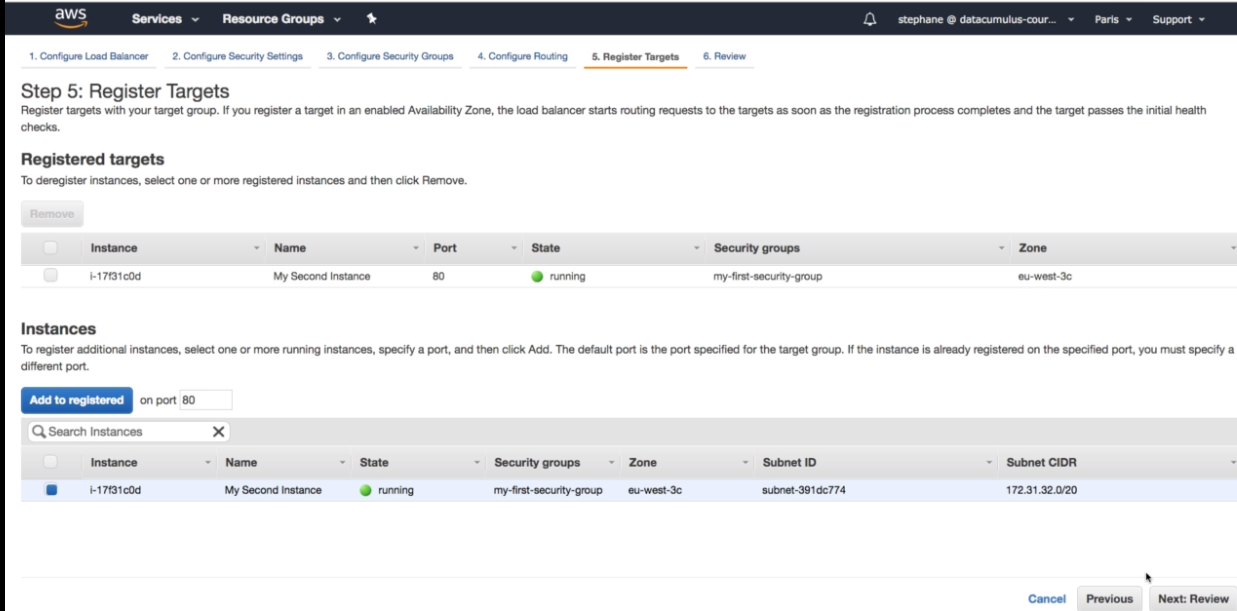 aws Services Resource Groups stephane @ datacumulus-cour... Paris Support
1. Configure Load Balancer 2. Configure Security Settings 3. Configure Security Groups 4. Configure Routing 5. Register Targets 6. Review
Step 5: Register Targets
Register targets with your target group. If you register a target in an enabled Availability Zone, the load balancer starts routing requests to the targets as soon as the registration process completes and the target passes the initial health
checks.
Registered targets
To deregister instances, select one or more registered instances and then click Remove.
Remove
Instance Name Port State Security groups Zone
i-17f31c0d My Second Instance 80 running my-first-security-group eu-west-3c
Instances
To register additional instances, select one or more running instances, specify a port, and then click Add. The default port is the port specified for the target group. If the instance is already registered on the specified port, you must specify a
different port.
Add to registered on port 80
Search Instances
Instance Name State Security groups Zone Subnet ID Subnet CIDR
i-17f31c0d My Second Instance running my-first-security-group eu-west-3c subnet-391dc774 172.31.32.0/20
Cancel Previous Next: Review